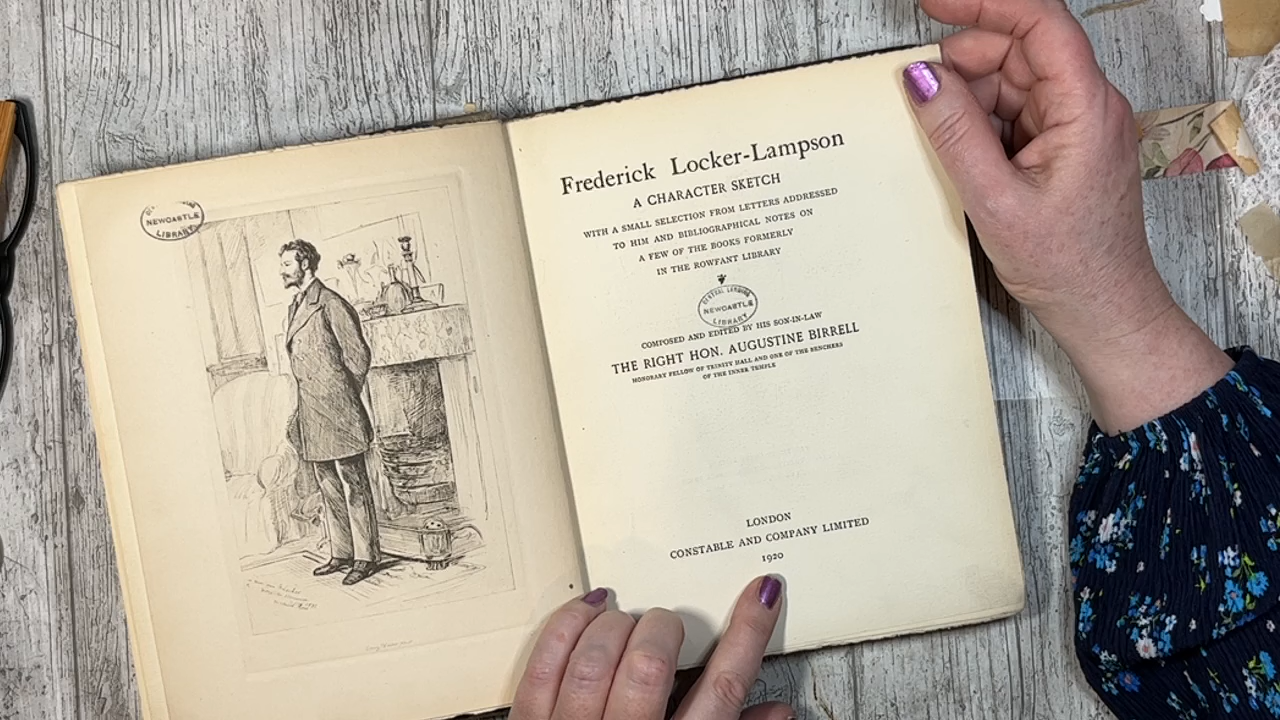 NEWCASTLE
LIBRARY
Frederick Locker-Lampson
A CHARACTER SKETCH
WITH A SMALL SELECTION FROM LETTERS ADDRESSED
TO HIM AND BIBLIOGRAPHICAL NOTES ON
A FEW OF THE BOOKS FORMERLY
IN THE ROWFANT LIBRARY
NEWCASTLE
LIBRARY
COMPOSED AND EDITED BY HIS SON-IN-LAW
THE RIGHT HON. AUGUSTINE BIRRELL
HONORARY FELLOW OF TRINITY HALL AND ONE OF THE BENCHERS
OF THE INNER TEMPLE
LONDON
CONSTABLE AND COMPANY LIMITED
1920